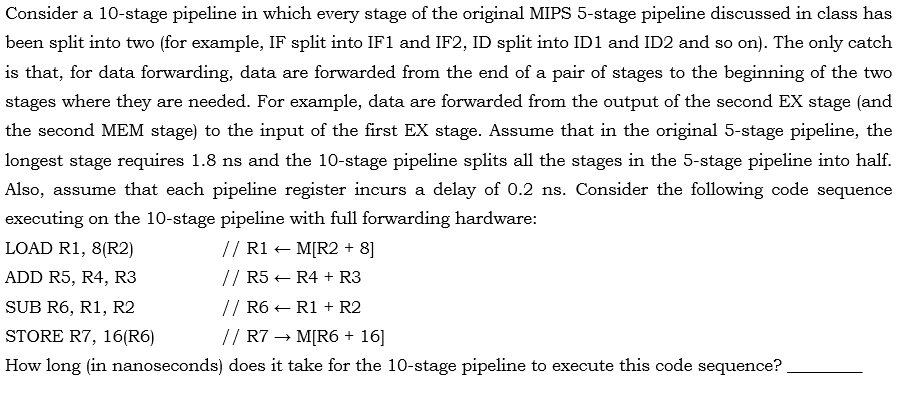 Consider a 10-stage pipeline in which every stage of the original MIPS 5-stage pipeline discussed in class has
been split into two (for example, IF split into IF1 and IF2, ID split into ID1 and ID2 and so on). The only catch
is that, for data forwarding, data are forwarded from the end of a pair of stages to the beginning of the two
stages where they are needed. For example, data are forwarded from the output of the second EX stage (and
the second MEM stage) to the input of the first EX stage. Assume that in the original 5-stage pipeline, the
longest stage requires 1.8 ns and the 10-stage pipeline splits all the stages in the 5-stage pipeline into half.
Also, assume that each pipeline register incurs a delay of 0.2 ns. Consider the following code sequence
executing on the 10-stage pipeline with full forwarding hardware:
LOAD R1, 8(R2) // R1 ← M[R2 + 8]
ADD R5, R4, R3 // R5 ← R4 + R3
SUB R6, R1, R2 // R6 ← R1 + R2
STORE R7, 16(R6) // R7 → M[R6 + 16]
How long (in nanoseconds) does it take for the 10-stage pipeline to execute this code sequence? ________